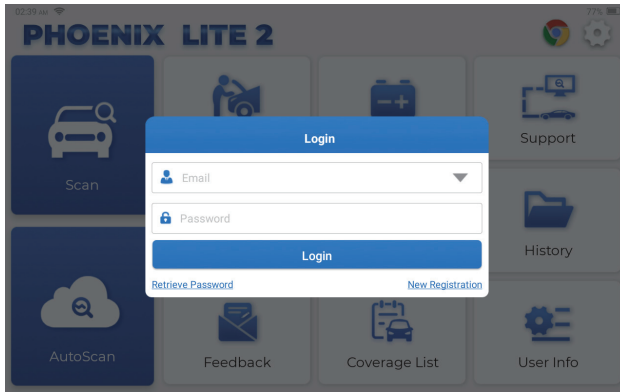 02:39 AM
77%
PHOENIX LITE 2
Login
Support
Email
Scan
Password
Login
History
Retrieve Password
New Registration
AutoScan
Feedback
Coverage List
User Info